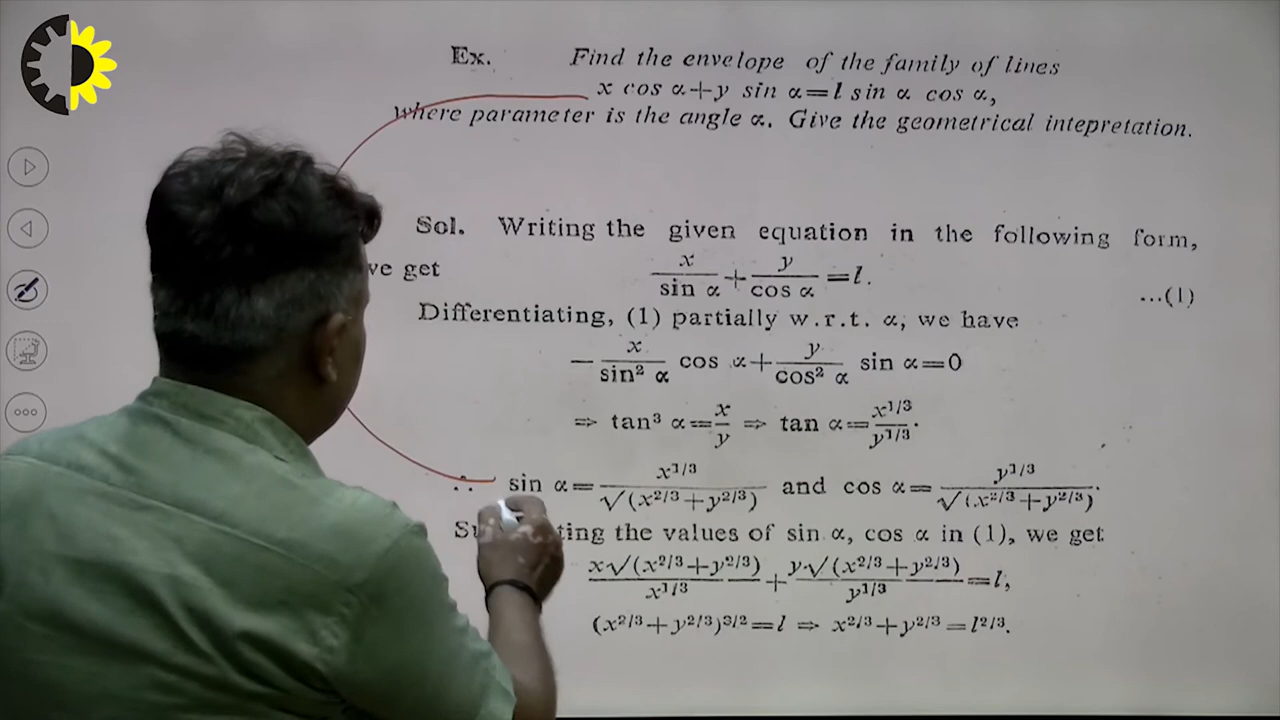 Ex. Find the envelope of the family of lines
x cos α+y sin α=l sin α cos α,
where parameter is the angle α. Give the geometrical intepretation.
Sol. Writing the given equation in the following form,
we get x/sin α + y/cos α =l. ...(1)
Differentiating, (1) partially w.r.t. α, we have
− x/sin² α cos α+ y/cos² α sin α=0
⇒ tan³ α= x/y ⇒ tan α= x^1/3/y^1/3.
∴ sin α= x^1/3/√(x^2/3+y^2/3) and cos α= y^1/3/√(x^2/3+y^2/3).
ting the values of sin α, cos α in (1), we get
x√(x^2/3+y^2/3)/x^1/3 + y√(x^2/3+y^2/3)/y^1/3 =l,
(x^2/3+y^2/3)^3/2=l ⇒ x^2/3+y^2/3=l^2/3.